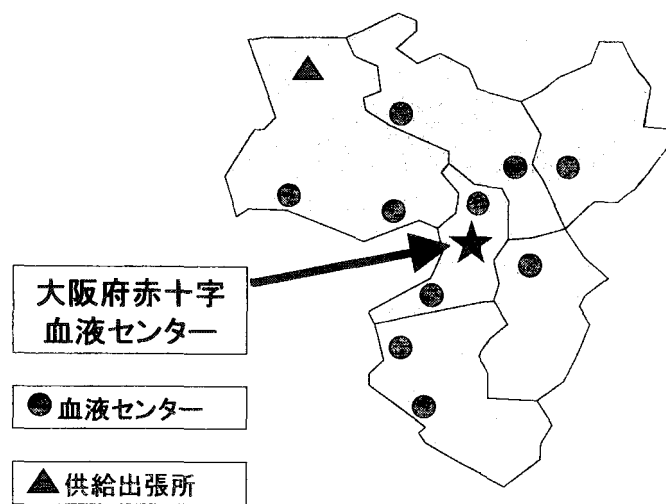 大阪府赤十字
血液センター
血液センター
供給出張所